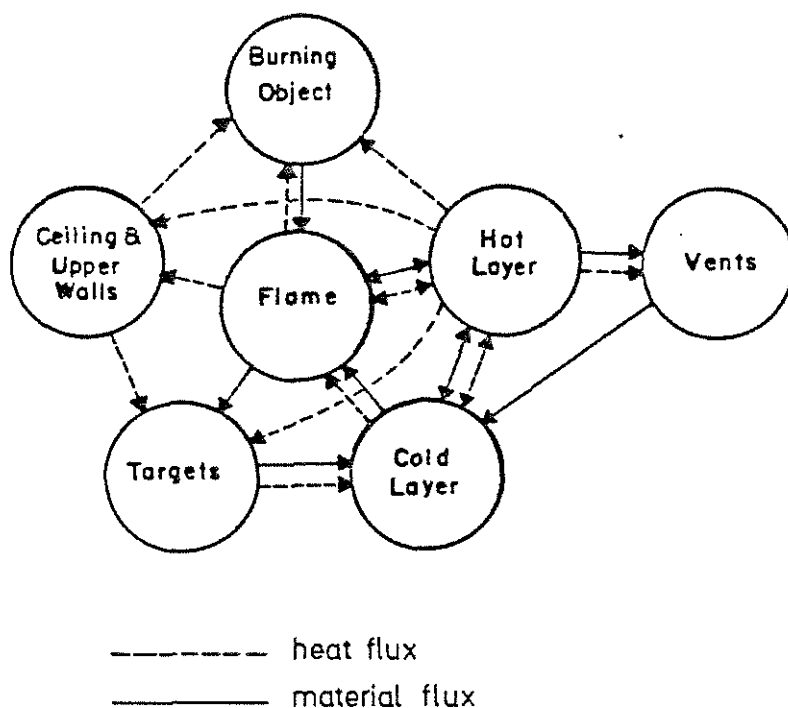 Burning
Object
Ceiling &
Upper
Walls
Hot
Layer
Vents
Flame
Targets
Cold
Layer
heat flux
material flux